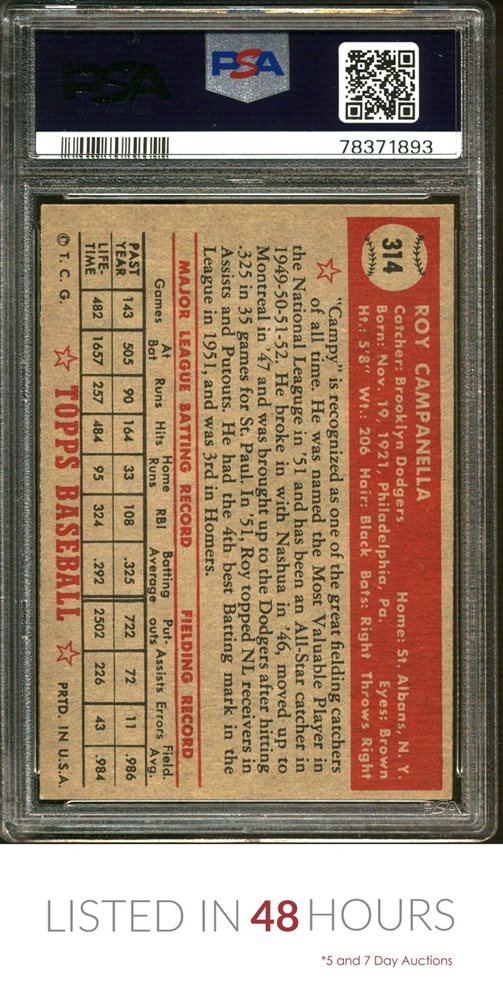 PSA
PSA
78371893
314
ROY CAMPANELLA
Catcher: Brooklyn Dodgers Home: St. Albans, N. Y.
Born: Nov. 19, 1921, Philadelphia, Pa. Eyes: Brown
Ht.: 5'8" Wt.: 206 Hair: Black Bats: Right Throws Right
"Campy" is recognized as one of the great fielding catchers
of all time. He was named the Most Valuable Player in
the National Leaguge in '51 and has been an All-Star catcher in
1949-50-51-52. He broke in with Nashua in '46, moved up to
Montreal in '47 and was brought up to the Dodgers after hitting
.325 in 35 games for St. Paul. In '51, Roy topped NL receivers in
Assists and Putouts. He had the 4th best Batting mark in the
League in 1951, and was 3rd in Homers.
MAJOR LEAGUE BATTING RECORD FIELDING RECORD
Games At Bat Runs Hits Home Runs RBI Batting Average Put-outs Assists Errors Field. Avg.
PAST YEAR 143 505 90 164 33 108 .325 722 72 11 .986
LIFE-TIME 482 1657 257 484 95 324 .292 2502 226 43 .984
© T. C. G. ☆ TOPPS BASEBALL ☆ PRTD. IN U.S.A.
PSA
LISTED IN 48 HOURS
*5 and 7 Day Auctions